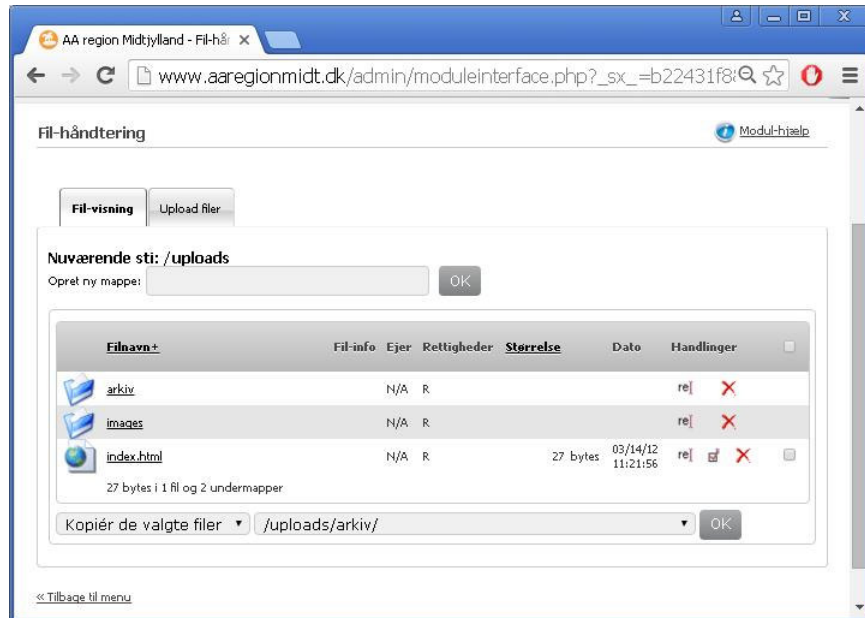 AA region Midtjylland - Fil-hå
www.aaregionmidt.dk/admin/moduleinterface.php?_sx_=b22431f8
Fil-håndtering
Modul-hjælp
Fil-visning Upload filer
Nuværende sti: /uploads
Opret ny mappe: OK
Filnavn+ Fil-info Ejer Rettigheder Størrelse Dato Handlinger
arkiv N/A R re
images N/A R re
index.html N/A R 27 bytes 03/14/12 11:21:56 re
27 bytes i 1 fil og 2 undermapper
Kopiér de valgte filer /uploads/arkiv/ OK
« Tilbage til menu